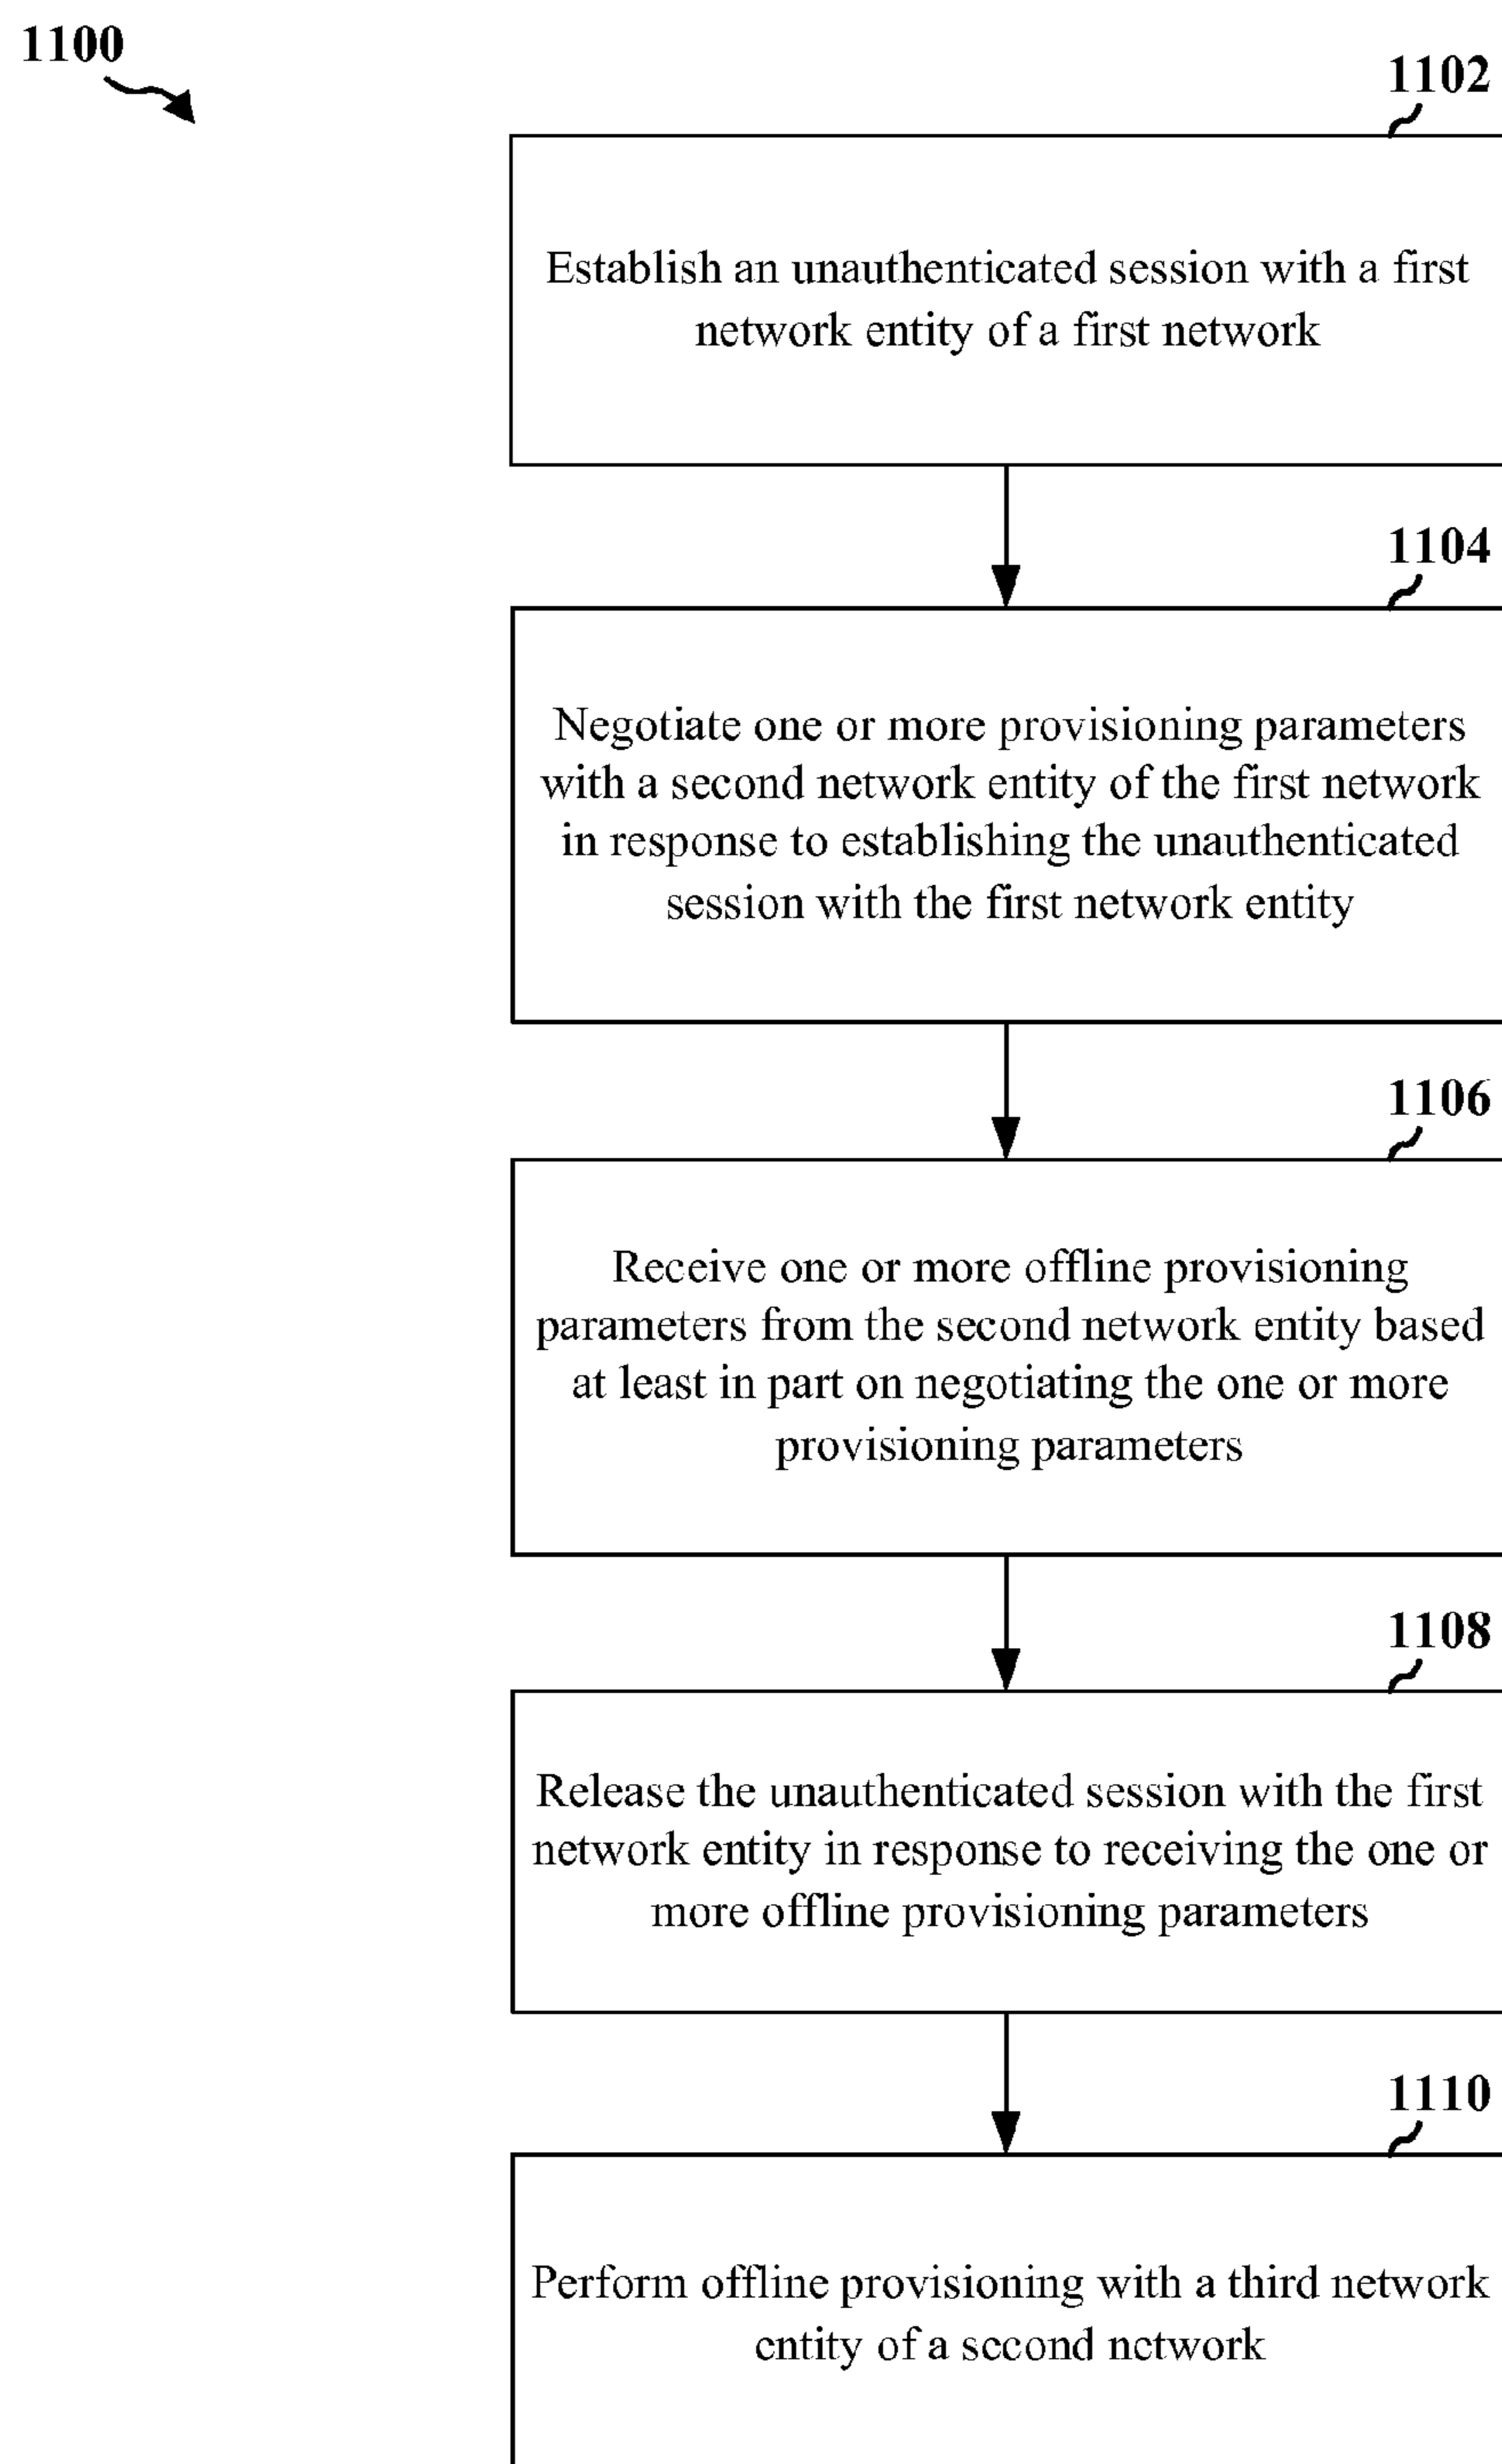 1100
1102
Establish an unauthenticated session with a first
network entity of a first network
1104
Negotiate one or more provisioning parameters
with a second network entity of the first network
in response to establishing the unauthenticated
session with the first network entity
1106
Receive one or more offline provisioning
parameters from the second network entity based
at least in part on negotiating the one or more
provisioning parameters
1108
Release the unauthenticated session with the first
network entity in response to receiving the one or
more offline provisioning parameters
1110
Perform offline provisioning with a third network
entity of a second network